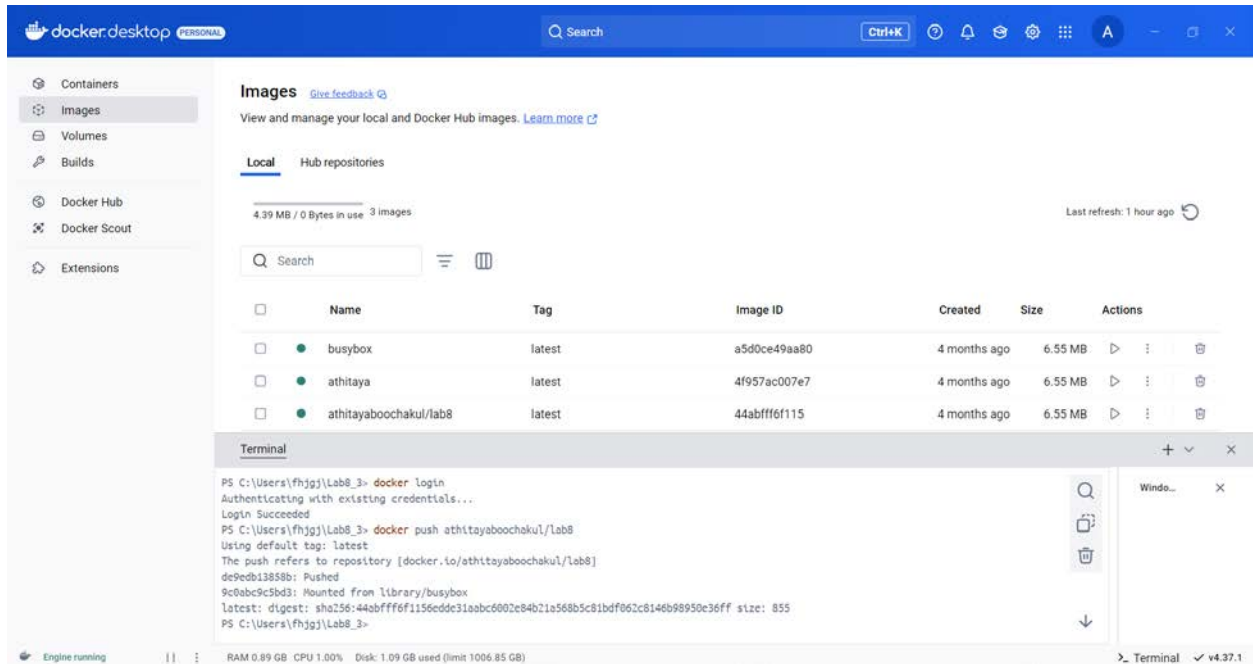 docker.desktop PERSONAL Search Ctrl+K A
Containers
Images
Volumes
Builds
Docker Hub
Docker Scout
Extensions
Images Give feedback
View and manage your local and Docker Hub images. Learn more
Local Hub repositories
4.39 MB / 0 Bytes in use 3 images Last refresh: 1 hour ago
Search
Name Tag Image ID Created Size Actions
busybox latest a5d0ce49aa80 4 months ago 6.55 MB
athitaya latest 4f957ac007e7 4 months ago 6.55 MB
athitayaboochakul/lab8 latest 44abfff6f115 4 months ago 6.55 MB
Terminal
PS C:\Users\fhjgj\Lab8_3> docker login
Authenticating with existing credentials...
Login Succeeded
PS C:\Users\fhjgj\Lab8_3> docker push athitayaboochakul/lab8
Using default tag: latest
The push refers to repository [docker.io/athitayaboochakul/lab8]
de9edb13858b: Pushed
9c0abc9c5bd3: Mounted from library/busybox
latest: digest: sha256:44abfff6f1156edde31aabc6002e84b21a568b5c81bdf062c8146b98950e36ff size: 855
PS C:\Users\fhjgj\Lab8_3>
Windo...
Engine running RAM 0.89 GB CPU 1.00% Disk: 1.09 GB used (limit 1006.85 GB) Terminal v4.37.1